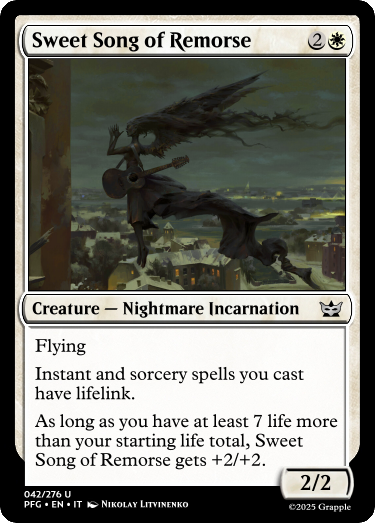 Sweet Song of Remorse 2
Creature — Nightmare Incarnation
Flying
Instant and sorcery spells you cast
have lifelink.
As long as you have at least 7 life more
than your starting life total, Sweet
Song of Remorse gets +2/+2.
2/2
042/276 U
PFG • EN • IT Nikolay Litvinenko
©2025 Grapple